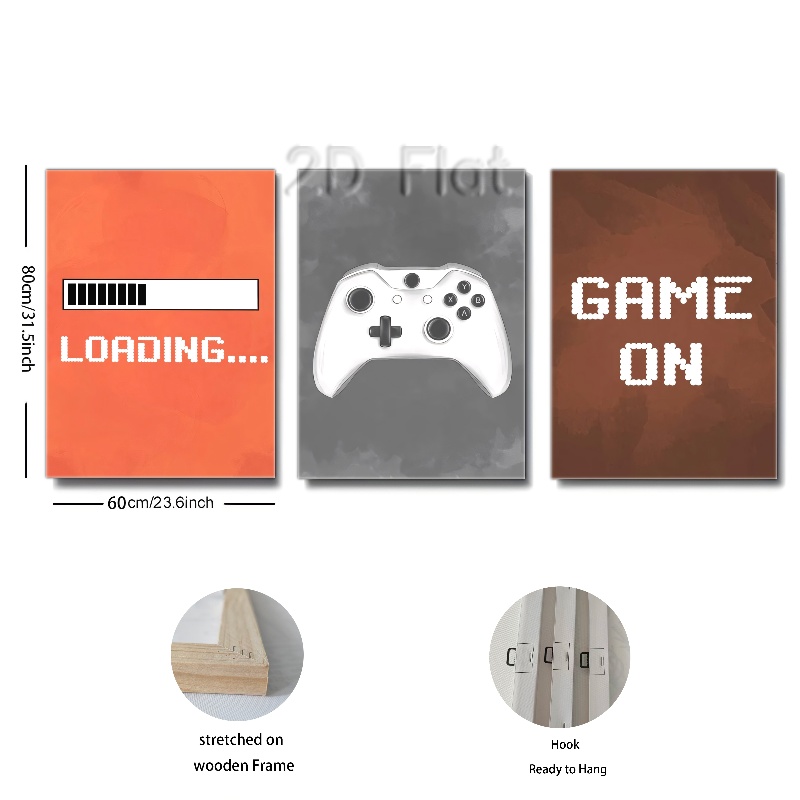 2D Flat
80cm/31.5inch
LOADING....
Y
X B
A
GAME
ON
60cm/23.6inch
stretched on
wooden Frame
Hook
Ready to Hang